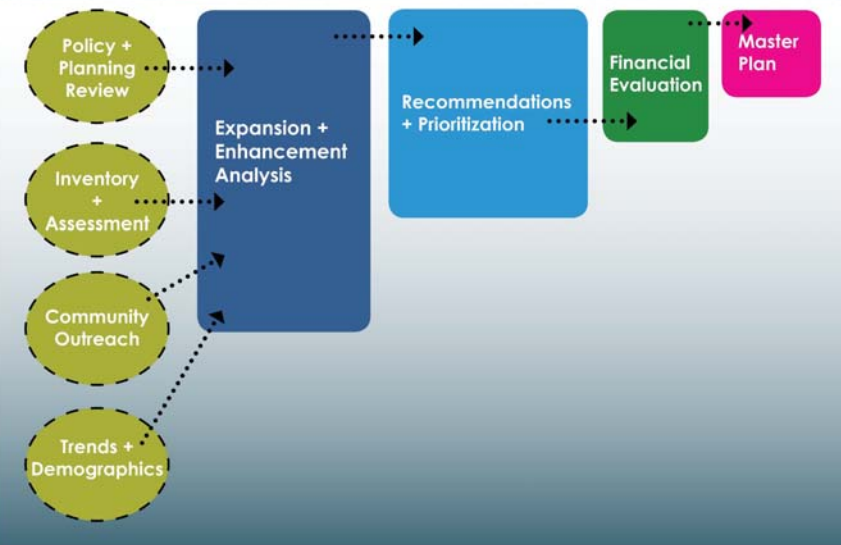 Policy +
Planning
Review
Inventory
+
Assessment
Community
Outreach
Trends +
Demographics
Expansion +
Enhancement
Analysis
Recommendations
+ Prioritization
Financial
Evaluation
Master
Plan